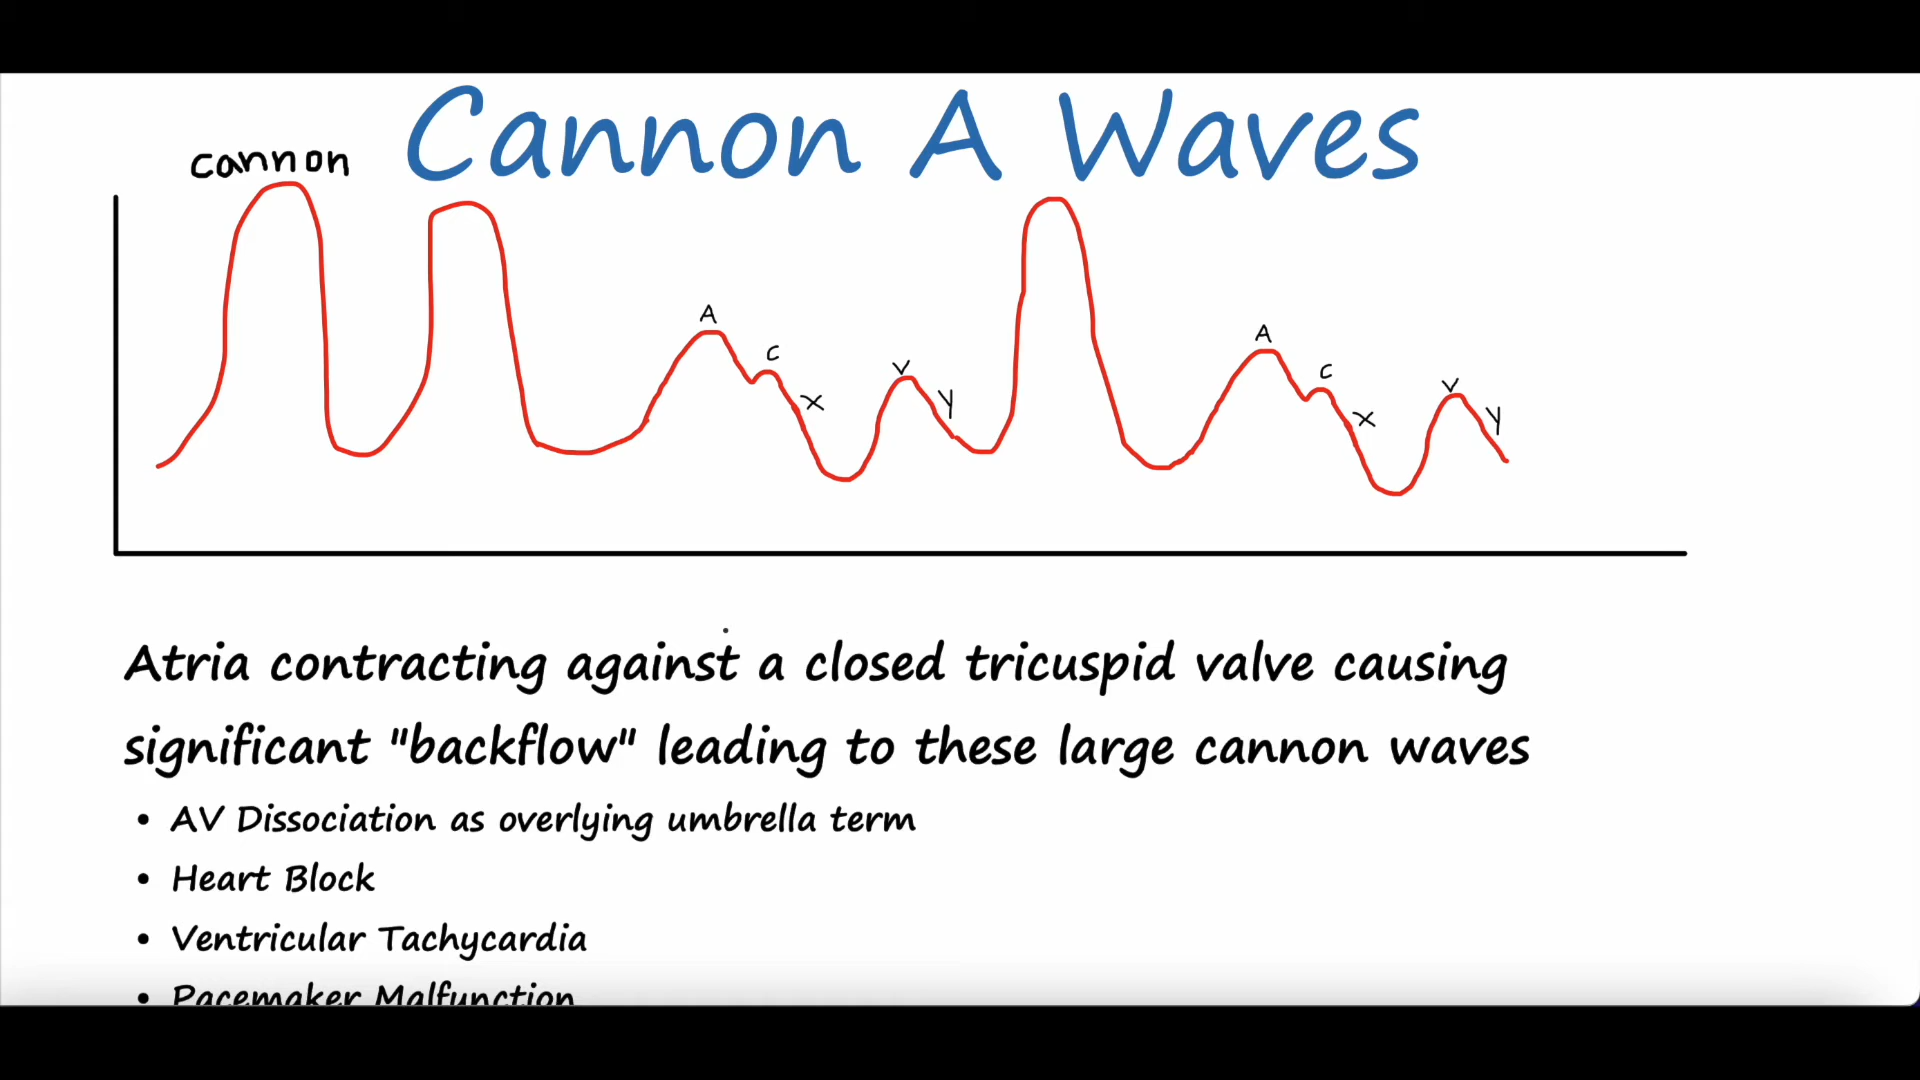 Cannon A Waves
cannon
A
C
x
v
y
A
C
x
v
y
Atria contracting against a closed tricuspid valve causing
significant "backflow" leading to these large cannon waves
• AV Dissociation as overlying umbrella term
• Heart Block
• Ventricular Tachycardia
• Pacemaker Malfunction